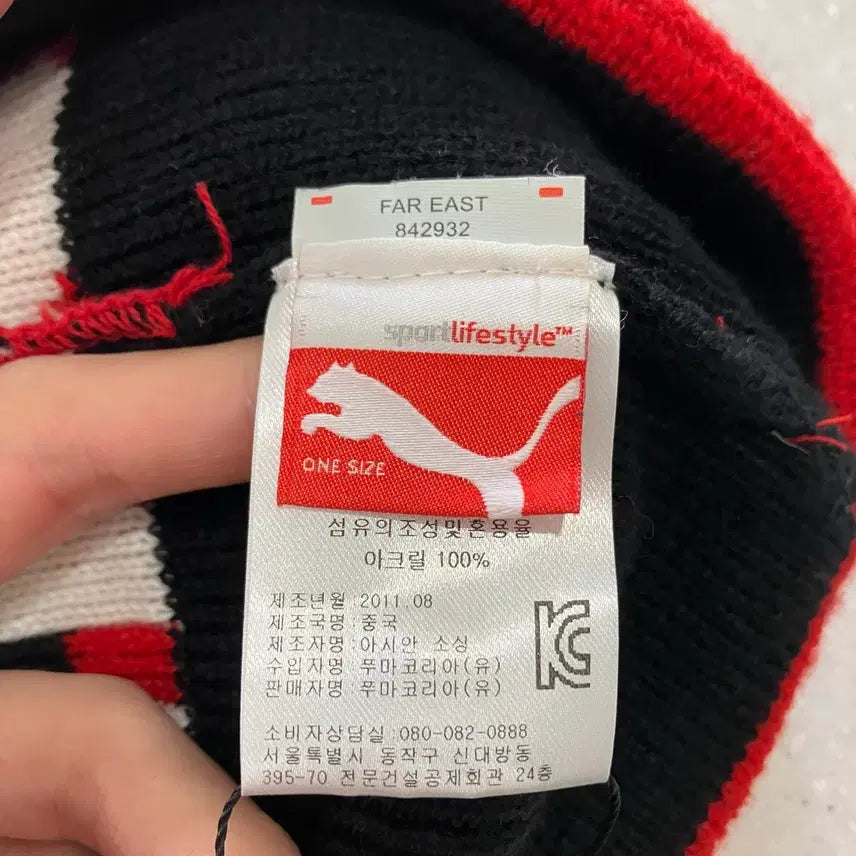 FAR EAST
842932
sportlifestyle™
ONE SIZE
섬유의조성및혼용율
아크릴 100%
제조년월:2011.08
제조국명:중국
제조자명:아시안 소싱
수입자명:푸마코리아(유)
판매자명:푸마코리아(유)
소비자상담실:080-082-0888
서울특별시 동작구 신대방동
395-70 전문건설공제회관 24층